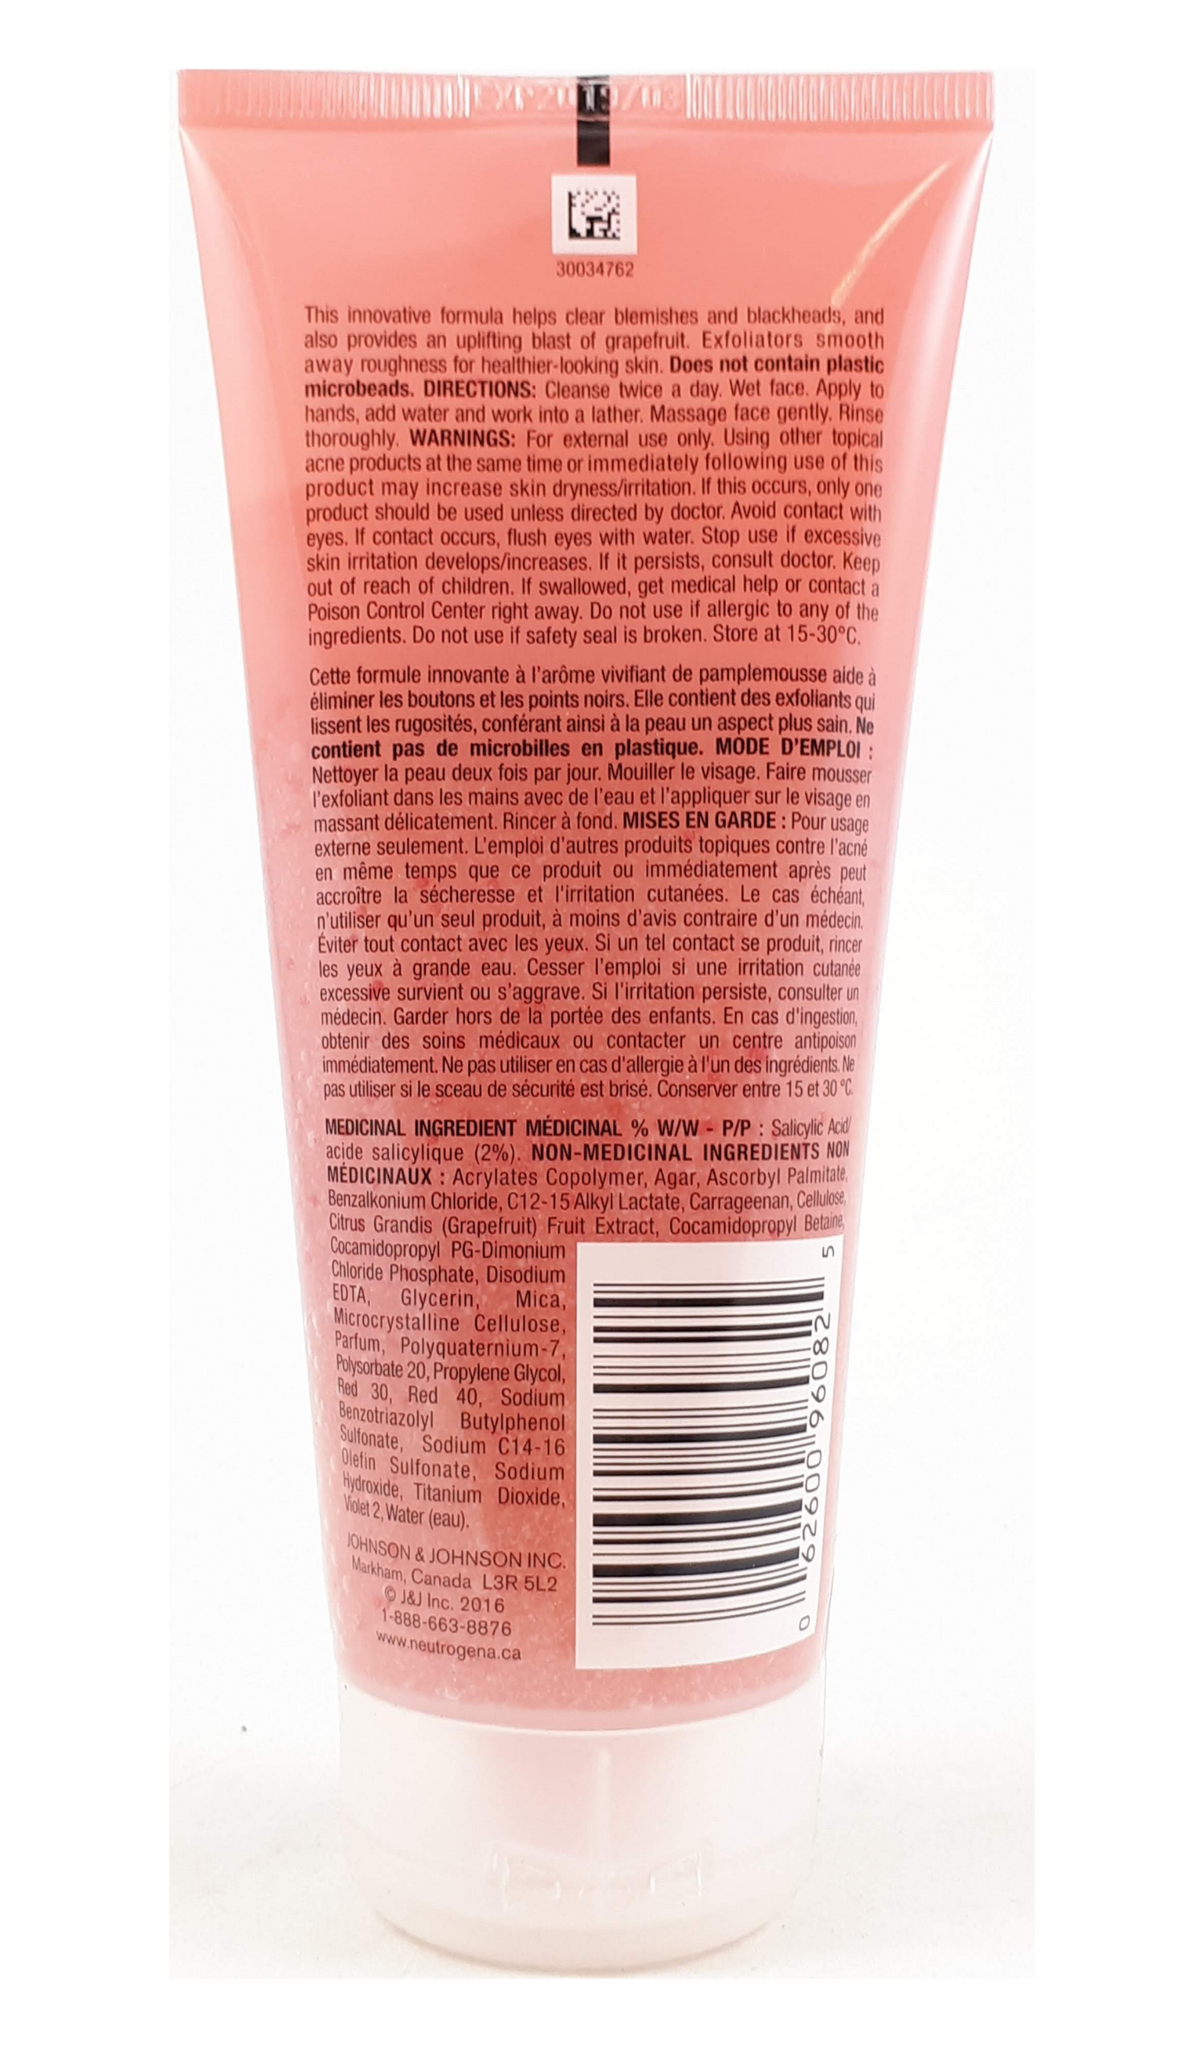 EXP2019/03
30034762
This innovative formula helps clear blemishes and blackheads, and
also provides an uplifting blast of grapefruit. Exfoliators smooth
away roughness for healthier-looking skin. Does not contain plastic
microbeads. DIRECTIONS: Cleanse twice a day. Wet face. Apply to
hands, add water and work into a lather. Massage face gently. Rinse
thoroughly. WARNINGS: For external use only. Using other topical
acne products at the same time or immediately following use of this
product may increase skin dryness/irritation. If this occurs, only one
product should be used unless directed by doctor. Avoid contact with
eyes. If contact occurs, flush eyes with water. Stop use if excessive
skin irritation develops/increases. If it persists, consult doctor. Keep
out of reach of children. If swallowed, get medical help or contact a
Poison Control Center right away. Do not use if allergic to any of the
ingredients. Do not use if safety seal is broken. Store at 15-30°C.
Cette formule innovante à l'arôme vivifiant de pamplemousse aide à
éliminer les boutons et les points noirs. Elle contient des exfoliants qui
lissent les rugosités, conférant ainsi à la peau un aspect plus sain. Ne
contient pas de microbilles en plastique. MODE D'EMPLOI :
Nettoyer la peau deux fois par jour. Mouiller le visage. Faire mousser
l'exfoliant dans les mains avec de l'eau et l'appliquer sur le visage en
massant délicatement. Rincer à fond. MISES EN GARDE : Pour usage
externe seulement. L'emploi d'autres produits topiques contre l'acné
en même temps que ce produit ou immédiatement après peut
accroître la sécheresse et l'irritation cutanées. Le cas échéant,
n'utiliser qu'un seul produit, à moins d'avis contraire d'un médecin.
Éviter tout contact avec les yeux. Si un tel contact se produit, rincer
les yeux à grande eau. Cesser l'emploi si une irritation cutanée
excessive survient ou s'aggrave. Si l'irritation persiste, consulter un
médecin. Garder hors de la portée des enfants. En cas d'ingestion,
obtenir des soins médicaux ou contacter un centre antipoison
immédiatement. Ne pas utiliser en cas d'allergie à l'un des ingrédients. Ne
pas utiliser si le sceau de sécurité est brisé. Conserver entre 15 et 30 °C.
MEDICINAL INGREDIENT MÉDICINAL % W/W - P/P : Salicylic Acid/
acide salicylique (2%). NON-MEDICINAL INGREDIENTS NON
MÉDICINAUX : Acrylates Copolymer, Agar, Ascorbyl Palmitate,
Benzalkonium Chloride, C12-15 Alkyl Lactate, Carrageenan, Cellulose,
Citrus Grandis (Grapefruit) Fruit Extract, Cocamidopropyl Betaine,
Cocamidopropyl PG-Dimonium
Chloride Phosphate, Disodium
EDTA, Glycerin, Mica,
Microcrystalline Cellulose,
Parfum, Polyquaternium-7,
Polysorbate 20, Propylene Glycol,
Red 30, Red 40, Sodium
Benzotriazolyl Butylphenol
Sulfonate, Sodium C14-16
Olefin Sulfonate, Sodium
Hydroxide, Titanium Dioxide,
Violet 2, Water (eau).
JOHNSON & JOHNSON INC.
Markham, Canada L3R 5L2
© J&J Inc. 2016
1-888-663-8876
www.neutrogena.ca
0 62600 96082 5